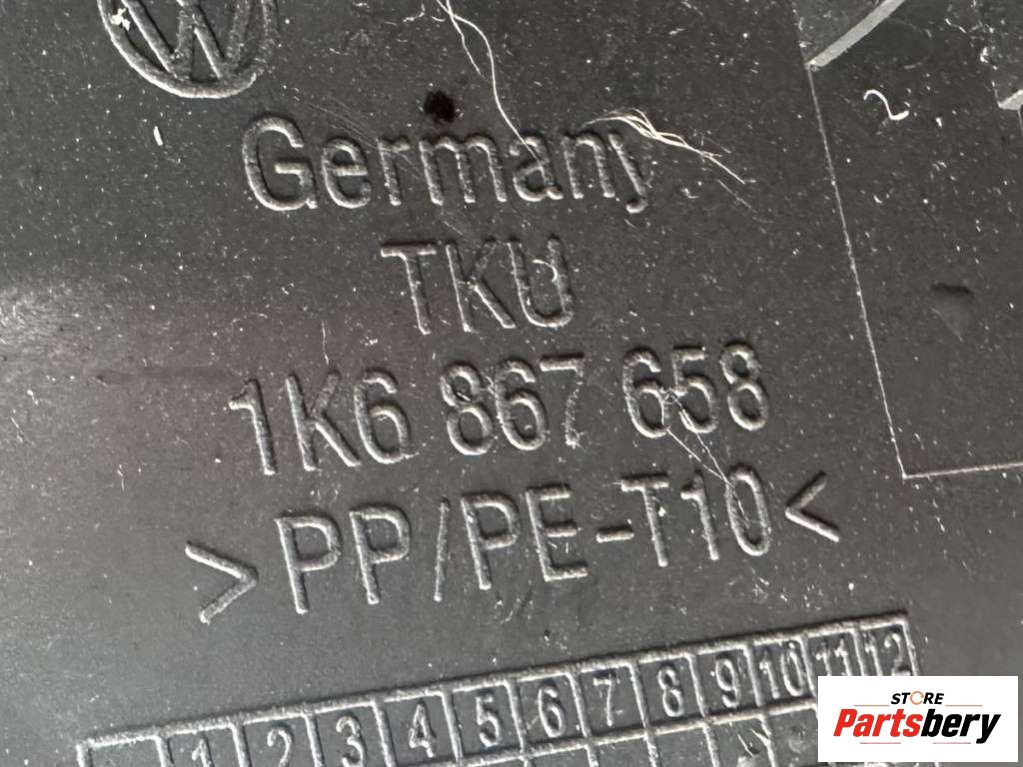 Germany
TKU
1K6 867 658
>PP/PE-T10<
1 2 3 4 5 6 7 8 9 10 11 12
STORE
Partsbery